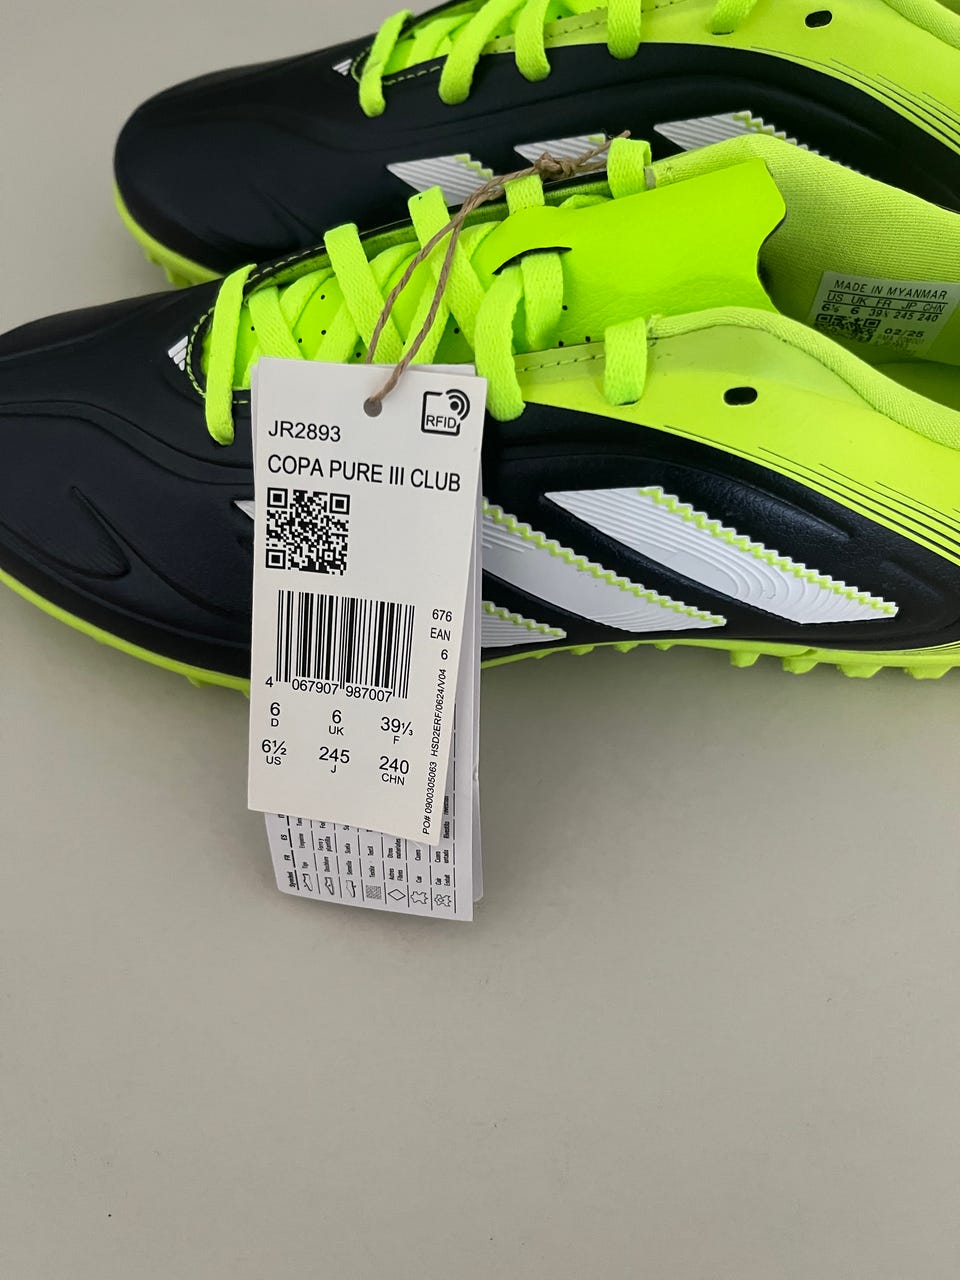 MADE IN MYANMAR
US UK FR JP CHN
6½ 6 39⅓ 245 240
02/25
RFID
JR2893
COPA PURE III CLUB
676
EAN
6
4 067907 987007
6 6 39⅓
D UK F
6½ 245 240
US J CHN
PO# 0900305063 HSD2ERF/0624/V04